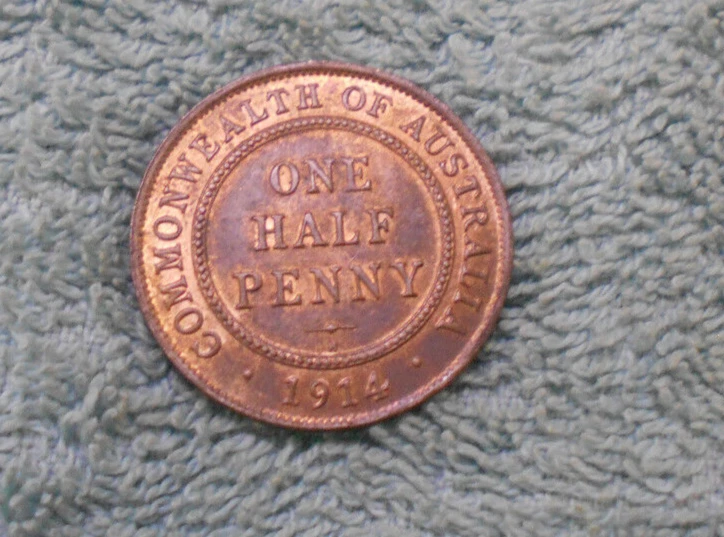 COMMONWEALTH OF AUSTRALIA
ONE
HALF
PENNY
· 1914 ·